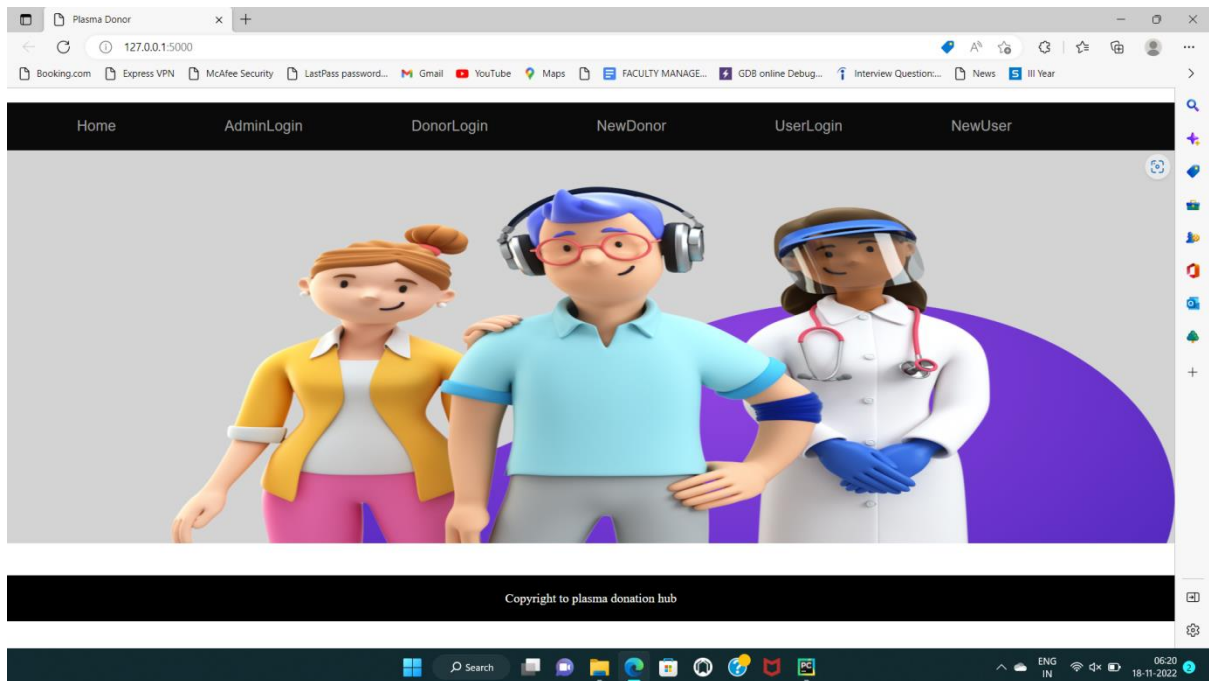 Plasma Donor
127.0.0.1:5000
Booking.com Express VPN McAfee Security LastPass password... Gmail YouTube Maps FACULTY MANAGE... GDB online Debug... Interview Question:... News III Year
Home AdminLogin DonorLogin NewDonor UserLogin NewUser
Copyright to plasma donation hub
Search
ENG
IN
06:20
18-11-2022
2